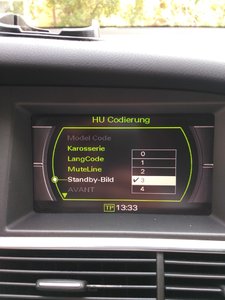 HU Codierung
Model Code
Karosserie
LangCode
MuteLine
Standby-Bild
AVANT
0
1
2
3
4
TP 13:33